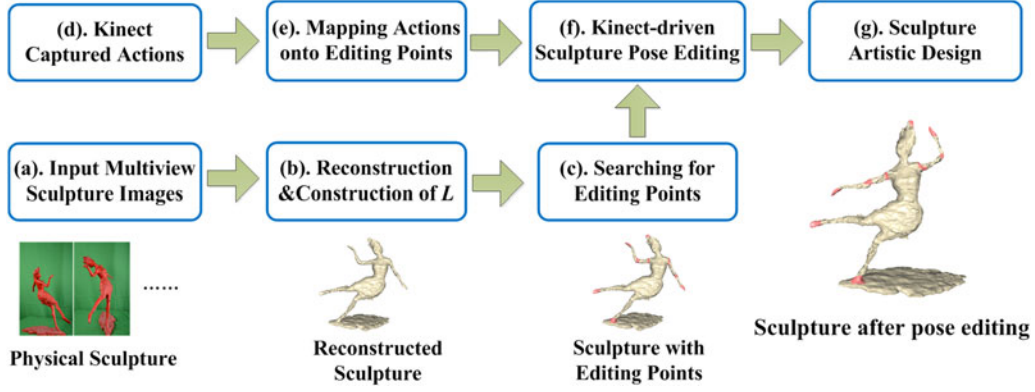 (d). Kinect
Captured Actions
(e). Mapping Actions
onto Editing Points
(f). Kinect-driven
Sculpture Pose Editing
(g). Sculpture
Artistic Design
(a). Input Multiview
Sculpture Images
(b). Reconstruction
&Construction of L
(c). Searching for
Editing Points
......
Physical Sculpture
Reconstructed
Sculpture
Sculpture with
Editing Points
Sculpture after pose editing